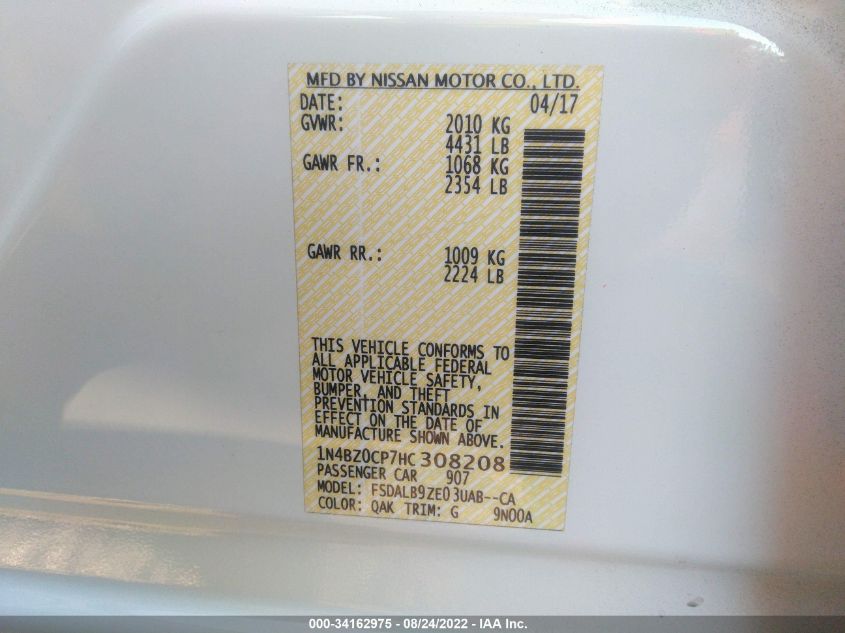 MFD BY NISSAN MOTOR CO., LTD.
DATE: 04/17
GVWR: 2010 KG
4431 LB
GAWR FR.: 1068 KG
2354 LB
GAWR RR.: 1009 KG
2224 LB
THIS VEHICLE CONFORMS TO
ALL APPLICABLE FEDERAL
MOTOR VEHICLE SAFETY,
BUMPER, AND THEFT
PREVENTION STANDARDS IN
EFFECT ON THE DATE OF
MANUFACTURE SHOWN ABOVE.
1N4BZ0CP7HC308208
PASSENGER CAR 907
MODEL: FSDALB9ZE03UAB--CA
COLOR: QAK TRIM: G 9N00A
000-34162975 - 08/24/2022 - IAA Inc.